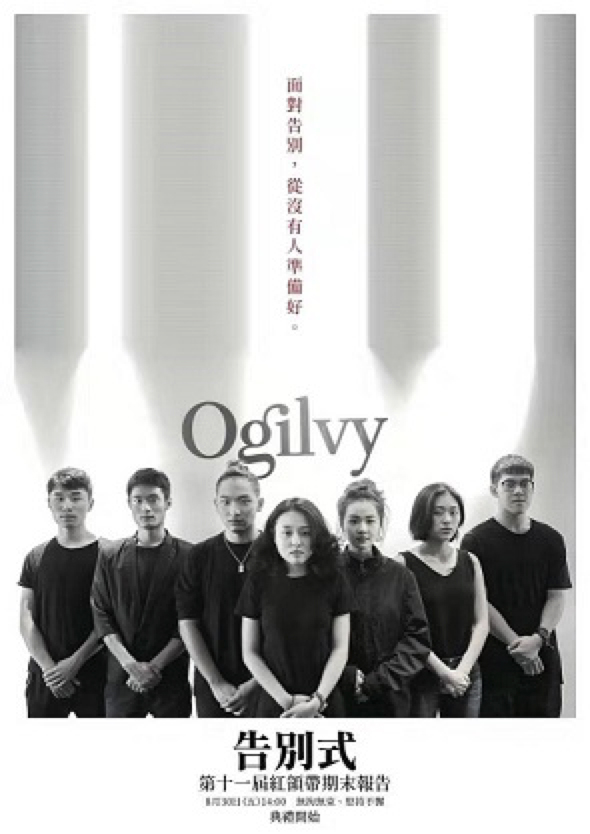 面對告別，從沒有人準備好。
Ogilvy
告別式
第十一屆紅領帶期末報告
8月30日(五)14:00
典禮開始